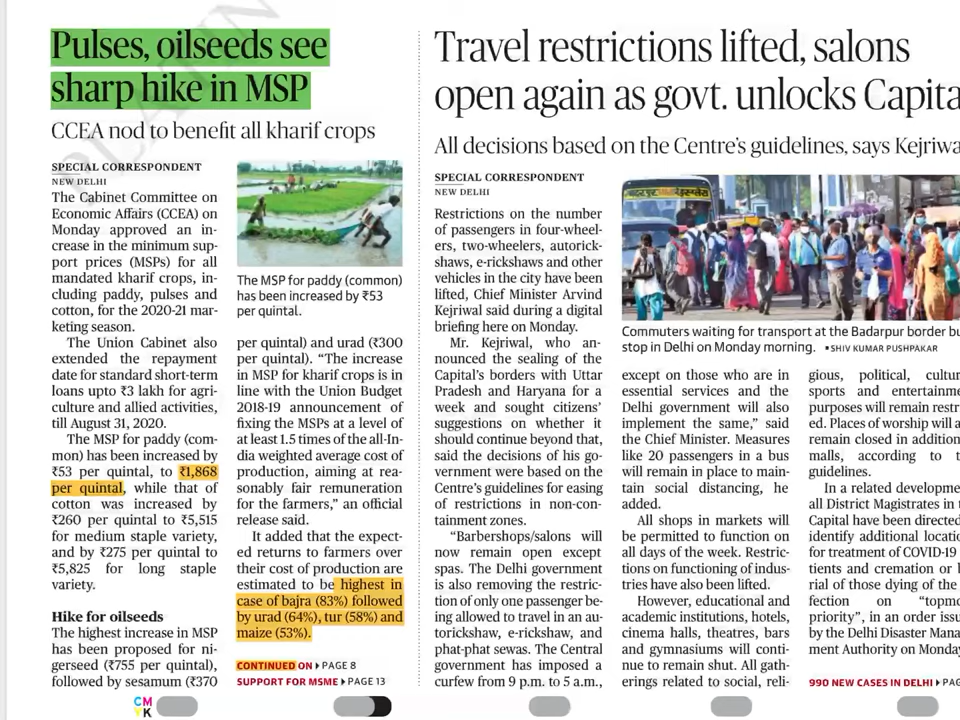 Pulses, oilseeds see
sharp hike in MSP
CCEA nod to benefit all kharif crops
SPECIAL CORRESPONDENT
NEW DELHI
The Cabinet Committee on
Economic Affairs (CCEA) on
Monday approved an in-
crease in the minimum sup-
port prices (MSPs) for all
mandated kharif crops, in-
cluding paddy, pulses and
cotton, for the 2020-21 mar-
keting season.
The Union Cabinet also
extended the repayment
date for standard short-term
loans upto ₹3 lakh for agri-
culture and allied activities,
till August 31, 2020.
The MSP for paddy (com-
mon) has been increased by
₹53 per quintal, to ₹1,868
per quintal, while that of
cotton was increased by
₹260 per quintal to ₹5,515
for medium staple variety,
and by ₹275 per quintal to
₹5,825 for long staple
variety.
Hike for oilseeds
The highest increase in MSP
has been proposed for ni-
gerseed (₹755 per quintal),
followed by sesamum (₹370
The MSP for paddy (common)
has been increased by ₹53
per quintal.
per quintal) and urad (₹300
per quintal). “The increase
in MSP for kharif crops is in
line with the Union Budget
2018-19 announcement of
fixing the MSPs at a level of
at least 1.5 times of the all-In-
dia weighted average cost of
production, aiming at rea-
sonably fair remuneration
for the farmers,” an official
release said.
It added that the expect-
ed returns to farmers over
their cost of production are
estimated to be highest in
case of bajra (83%) followed
by urad (64%), tur (58%) and
maize (53%).
CONTINUED ON ▸ PAGE 8
SUPPORT FOR MSME ▸ PAGE 13
Travel restrictions lifted, salons
open again as govt. unlocks Capita
All decisions based on the Centre’s guidelines, says Kejriwa
SPECIAL CORRESPONDENT
NEW DELHI
Restrictions on the number
of passengers in four-wheel-
ers, two-wheelers, autorick-
shaws, e-rickshaws and other
vehicles in the city have been
lifted, Chief Minister Arvind
Kejriwal said during a digital
briefing here on Monday.
Mr. Kejriwal, who an-
nounced the sealing of the
Capital’s borders with Uttar
Pradesh and Haryana for a
week and sought citizens’
suggestions on whether it
should continue beyond that,
said the decisions of his go-
vernment were based on the
Centre’s guidelines for easing
of restrictions in non-con-
tainment zones.
“Barbershops/salons will
now remain open except
spas. The Delhi government
is also removing the restric-
tion of only one passenger be-
ing allowed to travel in an au-
torickshaw, e-rickshaw, and
phat-phat sewas. The Central
government has imposed a
curfew from 9 p.m. to 5 a.m.,
Commuters waiting for transport at the Badarpur border bu
stop in Delhi on Monday morning. ▪ SHIV KUMAR PUSHPAKAR
except on those who are in
essential services and the
Delhi government will also
implement the same,” said
the Chief Minister. Measures
like 20 passengers in a bus
will remain in place to main-
tain social distancing, he
added.
All shops in markets will
be permitted to function on
all days of the week. Restric-
tions on functioning of indus-
tries have also been lifted.
However, educational and
academic institutions, hotels,
cinema halls, theatres, bars
and gymnasiums will conti-
nue to remain shut. All gath-
erings related to social, reli-
gious, political, cultur
sports and entertainme
purposes will remain restr
ed. Places of worship will a
remain closed in addition
malls, according to t
guidelines.
In a related developme
all District Magistrates in t
Capital have been directed
identify additional locatio
for treatment of COVID-19
tients and cremation or b
rial of those dying of the
fection on “topmo
priority”, in an order issu
by the Delhi Disaster Mana
ment Authority on Monday
990 NEW CASES IN DELHI ▸ PAG
CM
YK